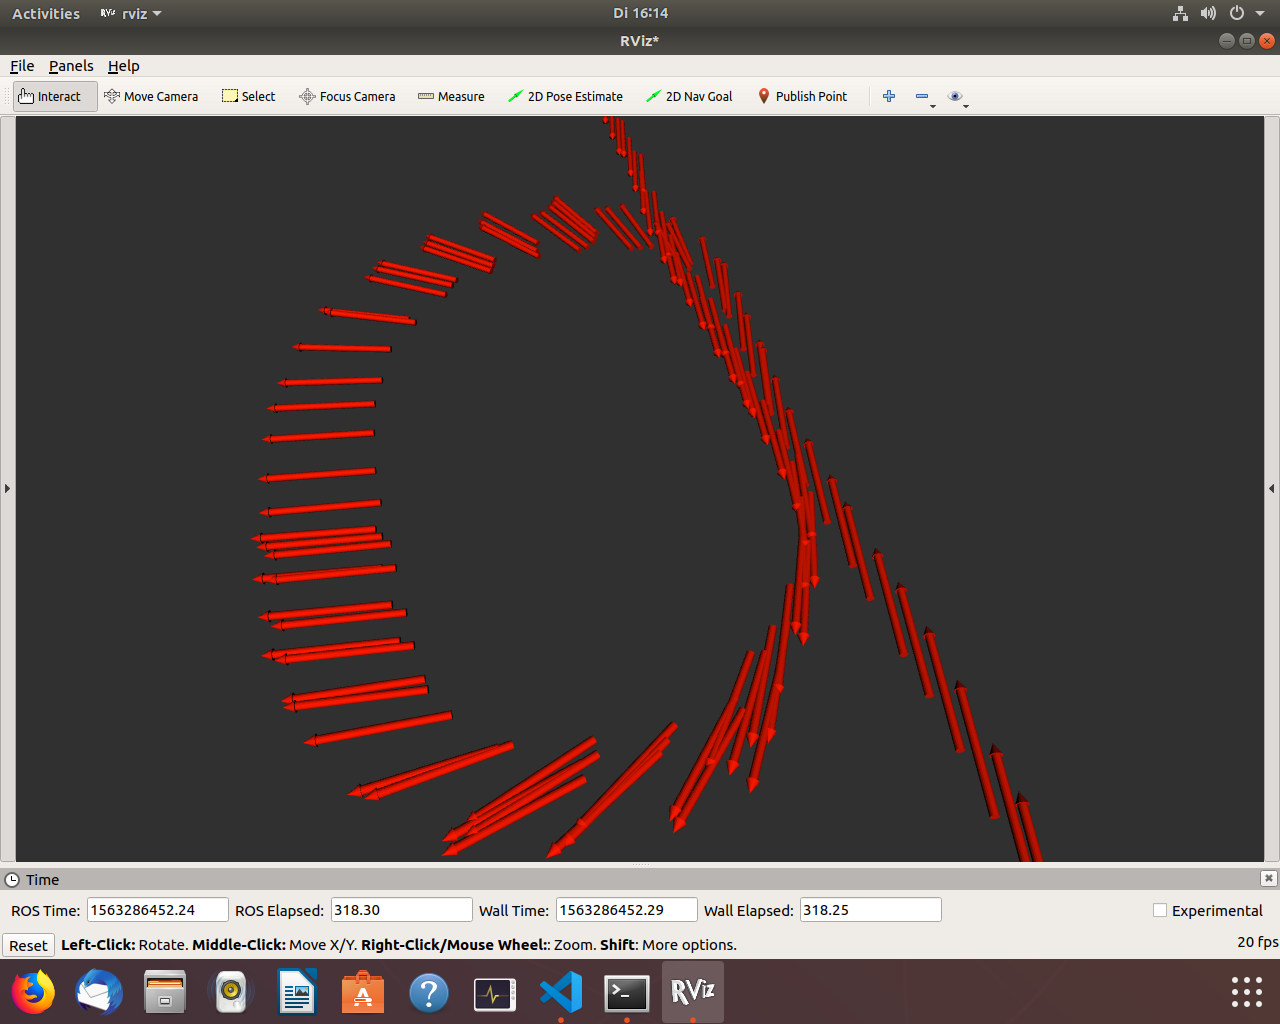 Activities RViz rviz Di 16:14
RViz*
File Panels Help
Interact Move Camera Select Focus Camera Measure 2D Pose Estimate 2D Nav Goal Publish Point
Time
ROS Time: 1563286452.24 ROS Elapsed: 318.30 Wall Time: 1563286452.29 Wall Elapsed: 318.25 Experimental
Reset Left-Click: Rotate. Middle-Click: Move X/Y. Right-Click/Mouse Wheel:: Zoom. Shift: More options. 20 fps
RViz